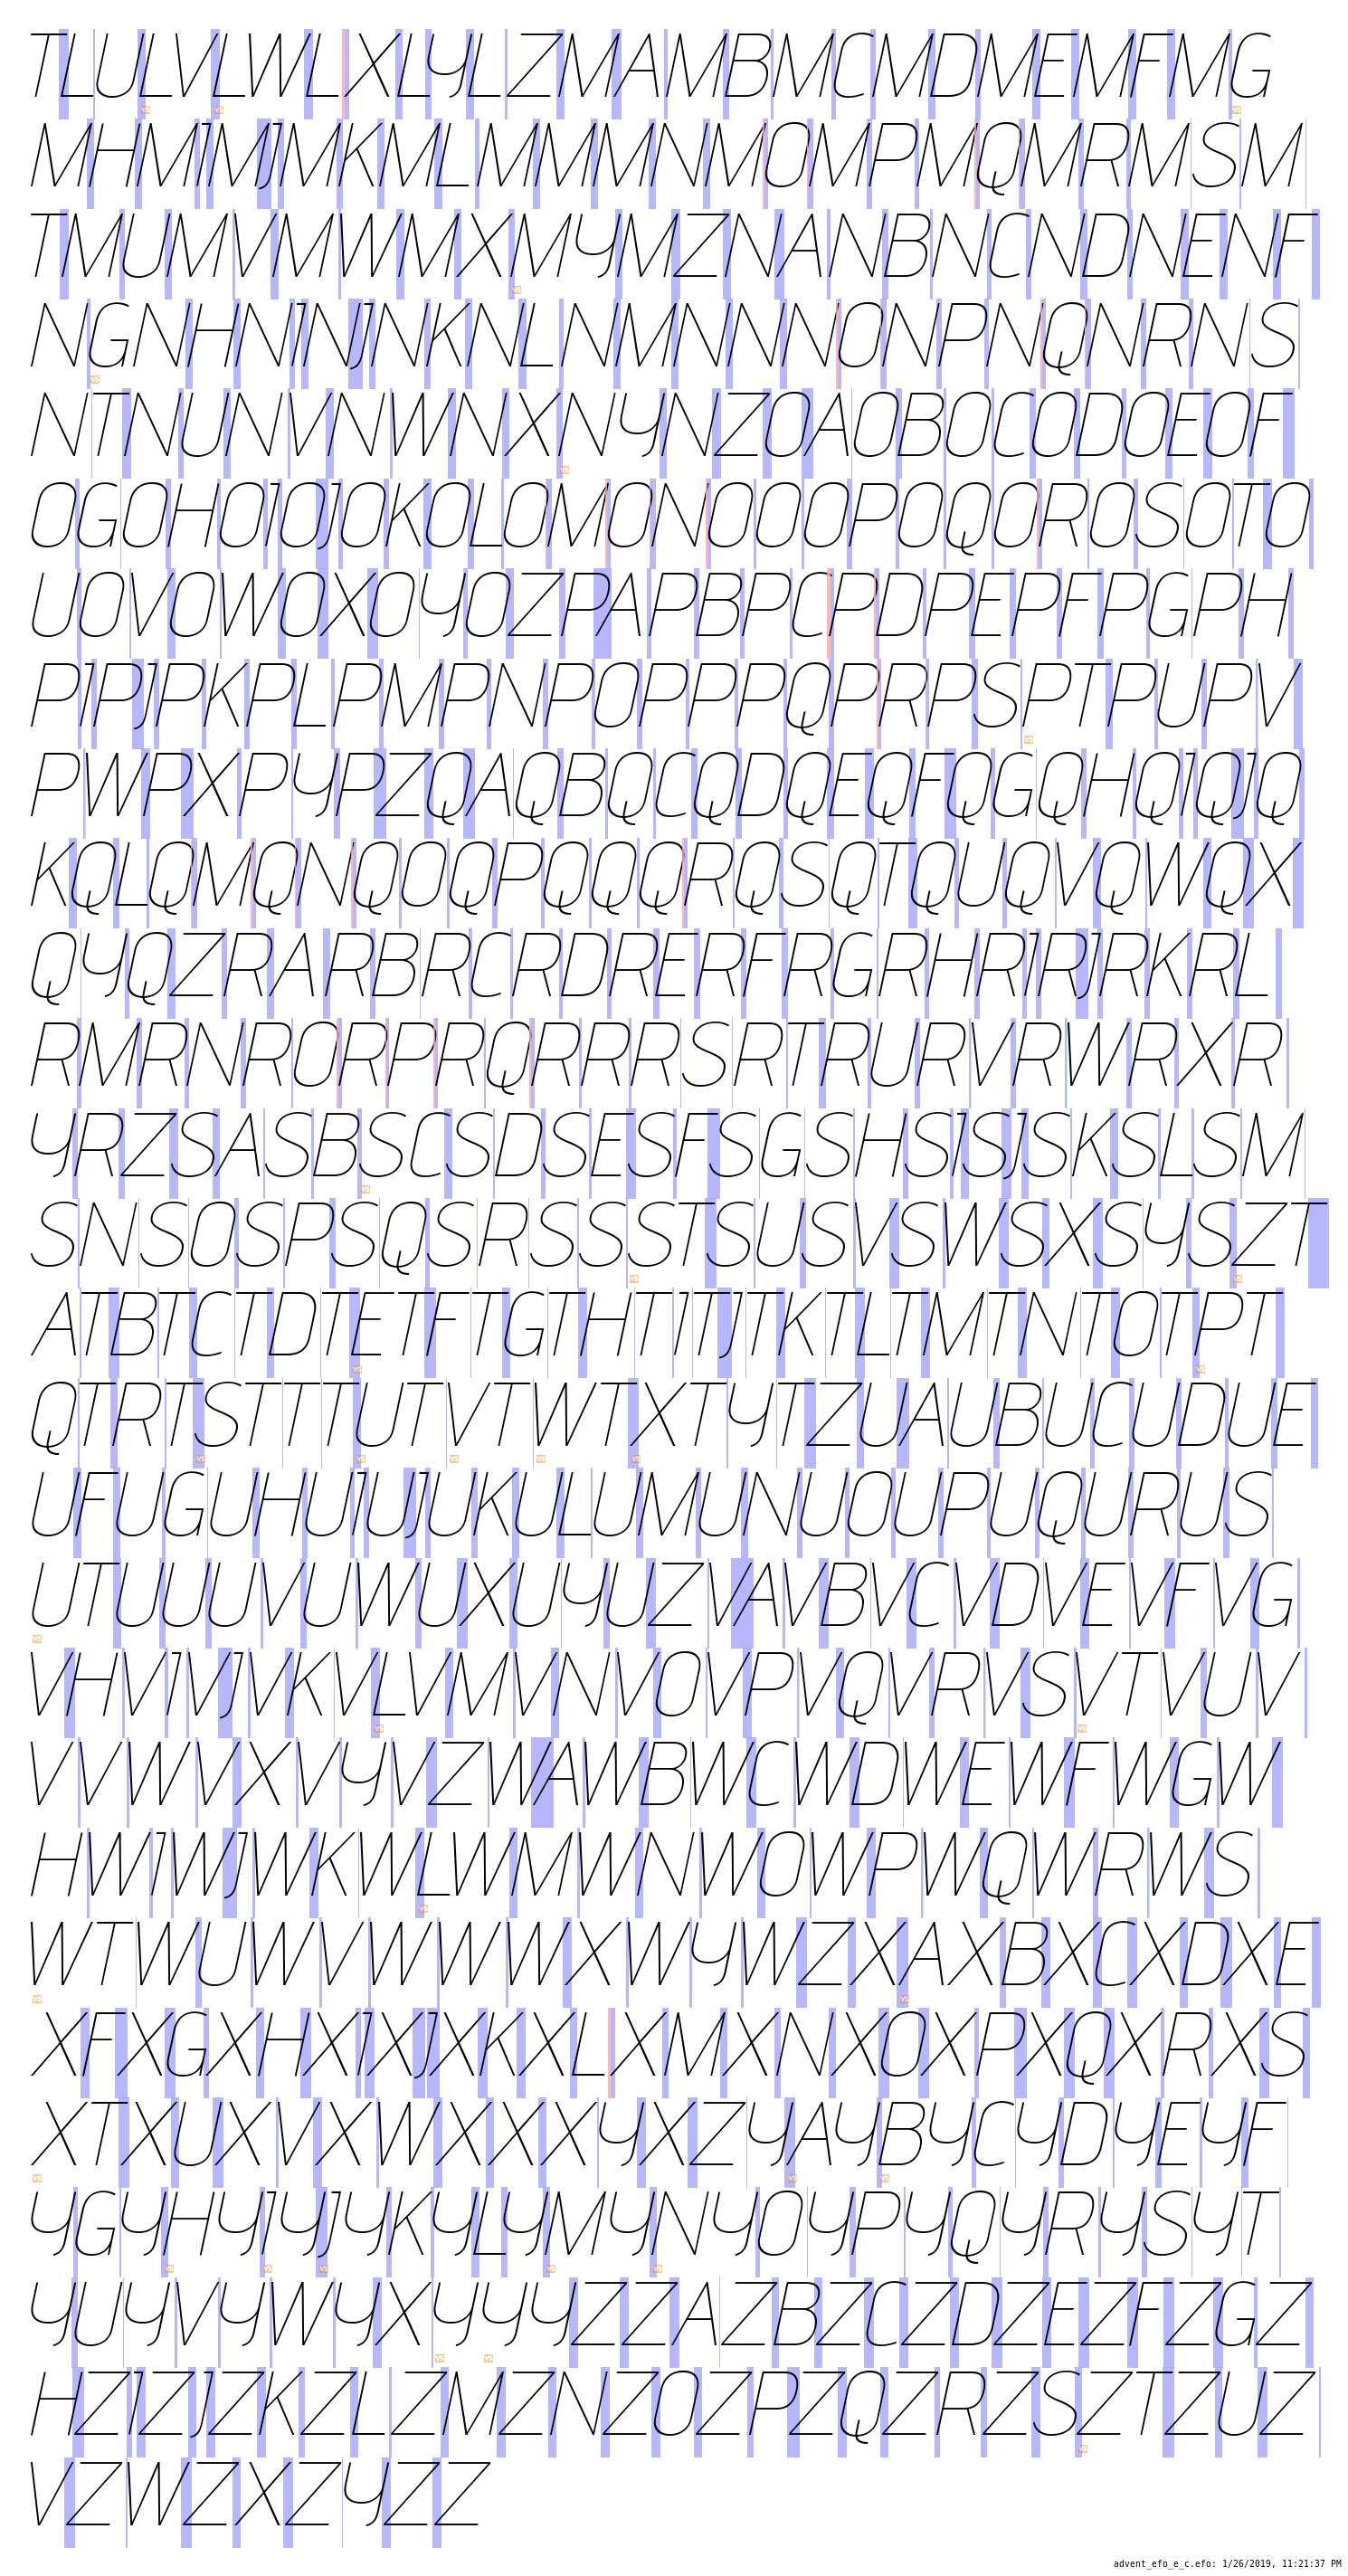 TLULVLWLXLYLZMAMBMCMDMEMFMG
MHMIMJMKMLMMMNMOMPMQMRMSM
TMUMVMWMXMYMZNANBNCNDNENF
NGNHNINJNKNLNMNNNONPNQNRNS
NTNUNVNWNXNYNZOAOBOCODOEOF
OGOHOIOJOKOLOMONOOOPOQOROSOTO
UOVOWOXOYOZPAPBPCPDPEPFPGPH
PIPJPKPLPMPNPOPPPQPRPSPTPUPV
PWPXPYPZQAQBQCQDQEQFQGQHQIQJQ
KQLQMQNQOQPQQQRQSQTQUQVQWQX
QYQZRARBRCRDRERFRGRHRIRJRKRL
RMRNRORPRQRRRSRTRURVRWRXR
YRZSASBSCSDSESFSGSHSISJSKSLSM
SNSOSPSQSRSSSTSUSVSWSXSYSZT
ATBTCTDTETFTGTHTITJTKTLTMTNTOTPT
QTRTSTTTUTVTWTXTYTZUAUBUCUDUE
UFUGUHUIUJUKULUMUNUOUPUQURUS
UTUUUVUWUXUYUZVAVBVCVDVEVFVG
VHVIVJVKVLVMVNVOVPVQVRVSVTVUV
VVWVXVYVZWAWBWCWDWEWFWGW
HWIWJWKWLWMWNWOWPWQWRWS
WTWUWVWWWXWYWZXAXBXCXDXE
XFXGXHXIXJXKXLXMXNXOXPXQXRXS
XTXUXVXWXXXYXZYAYBYCYDYEYF
YGYHYIYJYKYLYMYNYOYPYQYRYSYT
YUYVYWYXYYYZZAZBZCZDZEZFZGZ
HZIZJZKZLZMZNZOZPZQZRZSZTZUZ
VZWZXZYZZ
advent_efo_e_c.efo: 1/26/2019, 11:21:37 PM